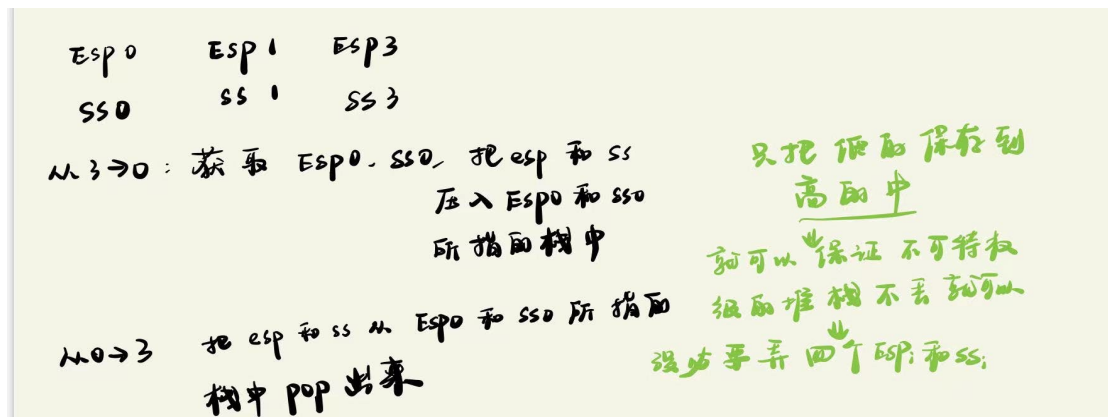 Esp0 Esp1 Esp3
SS0 SS1 SS3
从3→0: 获取 Esp0、SS0, 把esp和ss
压入Esp0和SS0
所指的栈中
从0→3 把esp和ss从Esp0和SS0所指的
栈中pop出来
只把低的保存到
高的中
就可以保证不同特权
级的堆栈不丢就可以
没必要弄四个ESPi和SSi